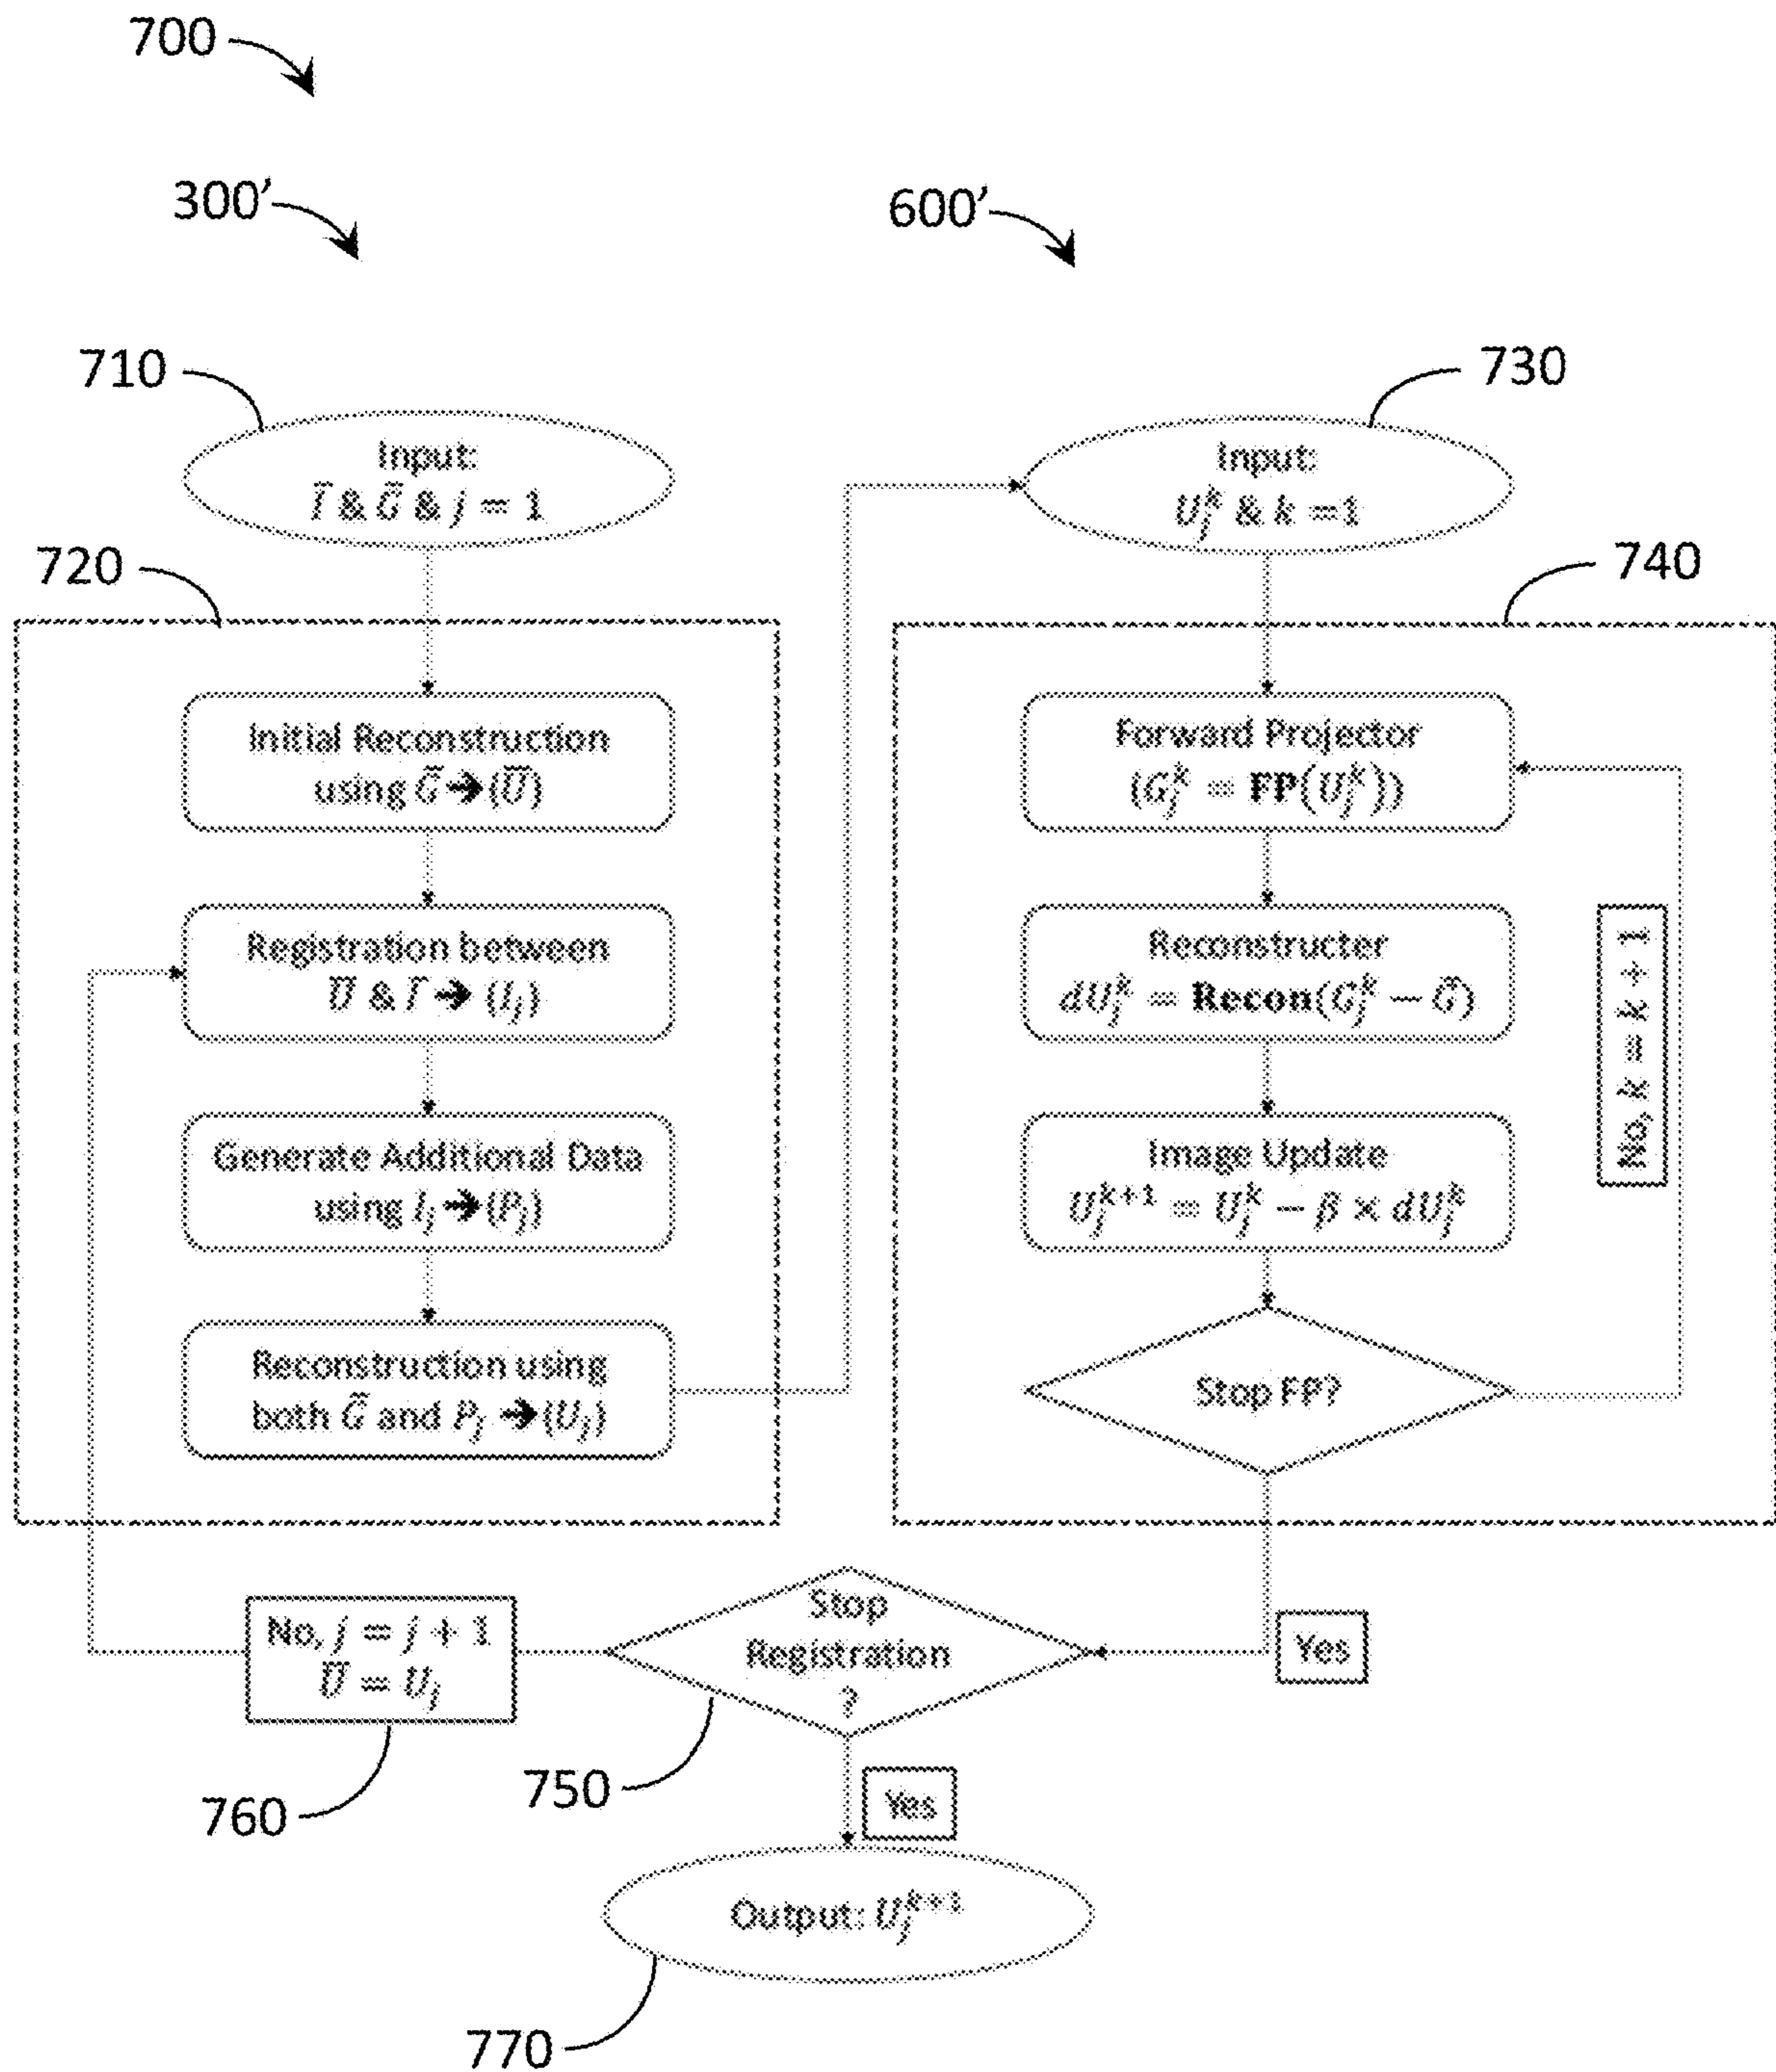 700
300’
600’
710
Input:
Ī & G̃ & j = 1
720
Initial Reconstruction
using G̃ ➔ (Ū)
Registration between
Ū & Ī ➔ (I_j)
Generate Additional Data
using I_j ➔ (P_j)
Reconstruction using
both G̃ and P_j ➔ (U_j)
730
Input:
U_j^k & k =1
740
Forward Projector
(G_j^k = FP(U_j^k))
Reconstructer
dU_j^k = Recon(G_j^k − G̃)
Image Update
U_j^{k+1} = U_j^k − β × dU_j^k
Stop FP?
No, k = k + 1
Yes
Stop
Registration
?
750
No, j = j + 1
Ū = U_j
760
Yes
Output: U_j^{k+1}
770